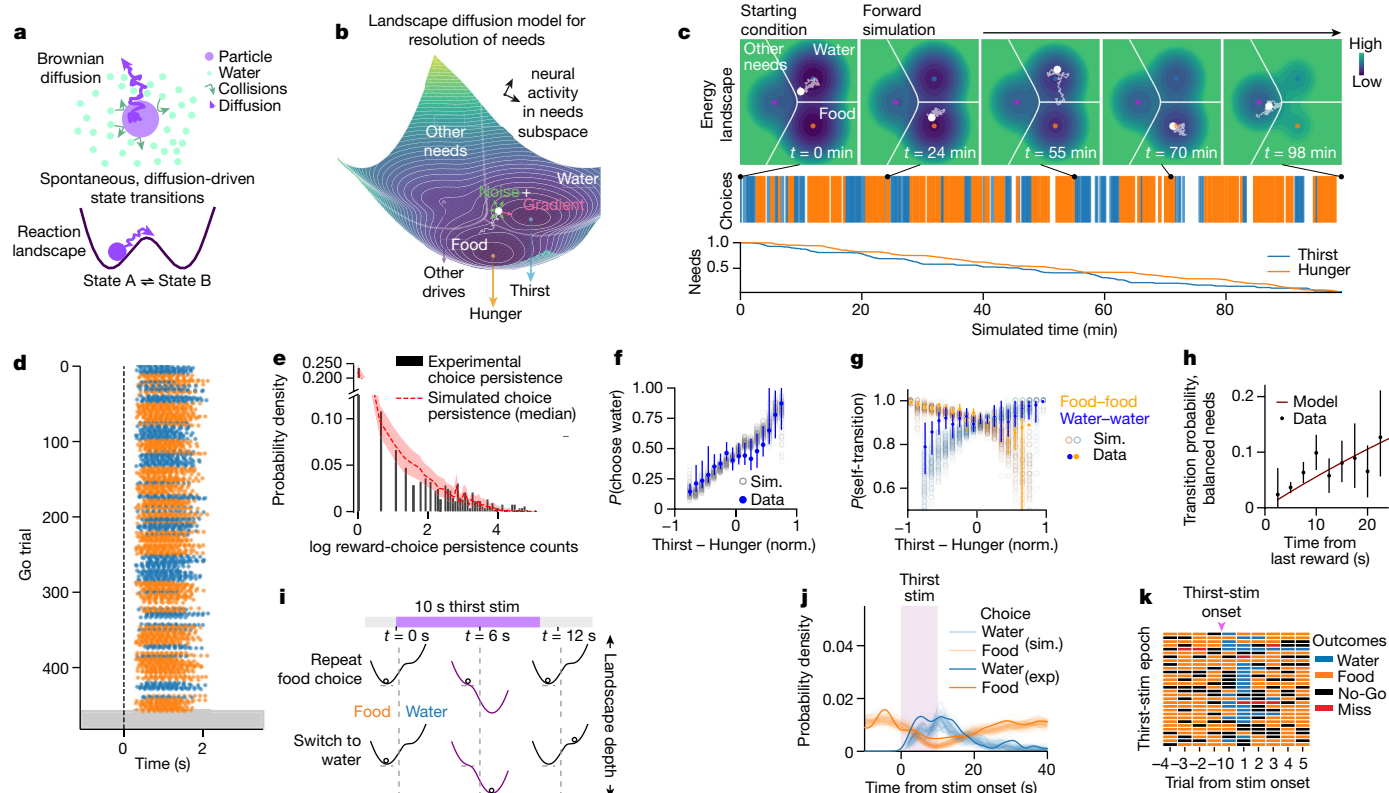 a
Brownian
diffusion
Particle
Water
Collisions
Diffusion
Spontaneous, diffusion-driven
state transitions
Reaction
landscape
State A ⇌ State B
b
Landscape diffusion model for
resolution of needs
neural
activity
in needs
subspace
Other
needs
Water
Noise +
Gradient
Food
Other
drives
Thirst
Hunger
c
Starting
condition
Forward
simulation
Energy
landscape
Other
needs
Water
Food
t = 0 min
t = 24 min
t = 55 min
t = 70 min
t = 98 min
High
Low
Choices
Needs
1.0
0.5
Thirst
Hunger
0 20 40 60 80
Simulated time (min)
d
Go trial
0
100
200
300
400
0 2
Time (s)
e
Probability density
0.250
0.200
0.10
0.05
0
Experimental
choice persistence
Simulated choice
persistence (median)
0 2 4
log reward-choice persistence counts
f
P(choose water)
1.00
0.75
0.50
0.25
0
Sim.
Data
−1 0 1
Thirst – Hunger (norm.)
g
P(self-transition)
1.0
0.8
0.6
Food–food
Water–water
Sim.
Data
−1 0 1
Thirst – Hunger (norm.)
h
Transition probability,
balanced needs
0.2
0.1
0
Model
Data
0 10 20
Time from
last reward (s)
i
10 s thirst stim
t = 0 s t = 6 s t = 12 s
Repeat
food choice
Food Water
Switch to
water
Landscape depth
j
Thirst
stim
Probability density
0.04
0.02
0
Choice
Water
Food
(sim.)
Water
Food
(exp)
0 20 40
Time from stim onset (s)
k
Thirst-stim
onset
Thirst-stim epoch
Outcomes
Water
Food
No-Go
Miss
–4 –3 –2 –1 0 1 2 3 4 5
Trial from stim onset